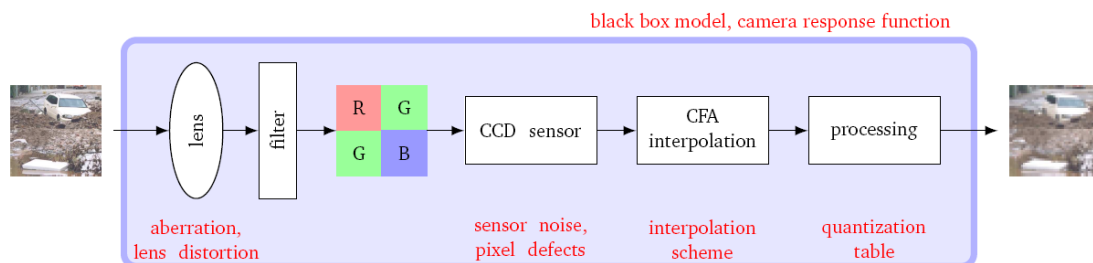 black box model, camera response function
lens
filter
R G
G B
CCD sensor
CFA
interpolation
processing
aberration,
lens distortion
sensor noise,
pixel defects
interpolation
scheme
quantization
table